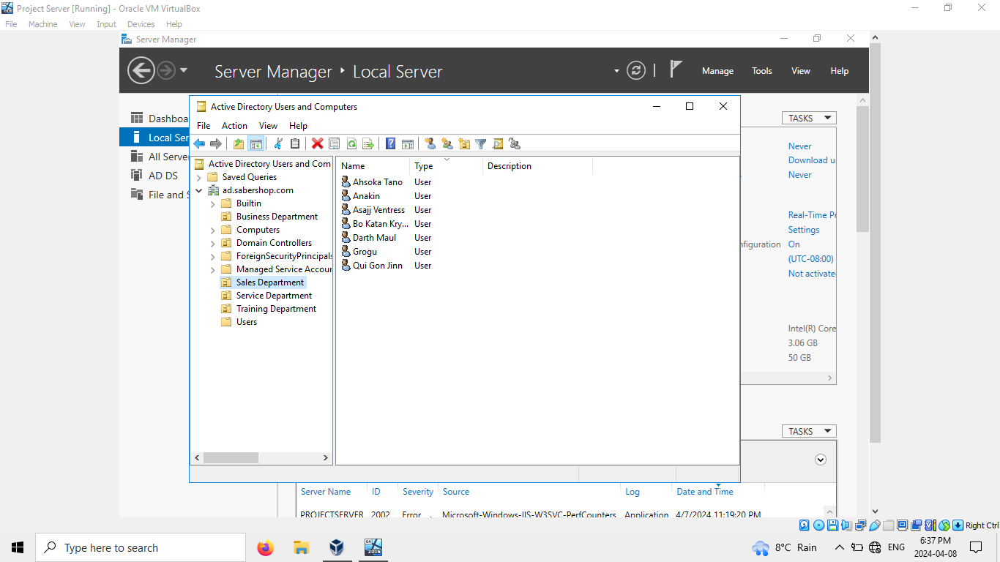 Project Server [Running] - Oracle VM VirtualBox
File Machine View Input Devices Help
Server Manager
Server Manager Local Server
Manage Tools View Help
Active Directory Users and Computers
File Action View Help
Dashboa
Local Ser
All Serve
AD DS
File and S
Active Directory Users and Com
Saved Queries
ad.sabershop.com
Builtin
Business Department
Computers
Domain Controllers
ForeignSecurityPrincipals
Managed Service Accour
Sales Department
Service Department
Training Department
Users
Name Type Description
Ahsoka Tano User
Anakin User
Asajj Ventress User
Bo Katan Kry... User
Darth Maul User
Grogu User
Qui Gon Jinn User
TASKS
Never
Download u
Never
Real-Time Pr
Settings
nfiguration On
(UTC-08:00)
Not activate
Intel(R) Core
3.06 GB
50 GB
TASKS
Server Name ID Severity Source Log Date and Time
PROJECTSERVER 2002 Error Microsoft-Windows-IIS-W3SVC-PerfCounters Application 4/7/2024 11:19:20 PM
Right Ctrl
Type here to search
64
2016
8°C Rain
ENG
6:37 PM
2024-04-08